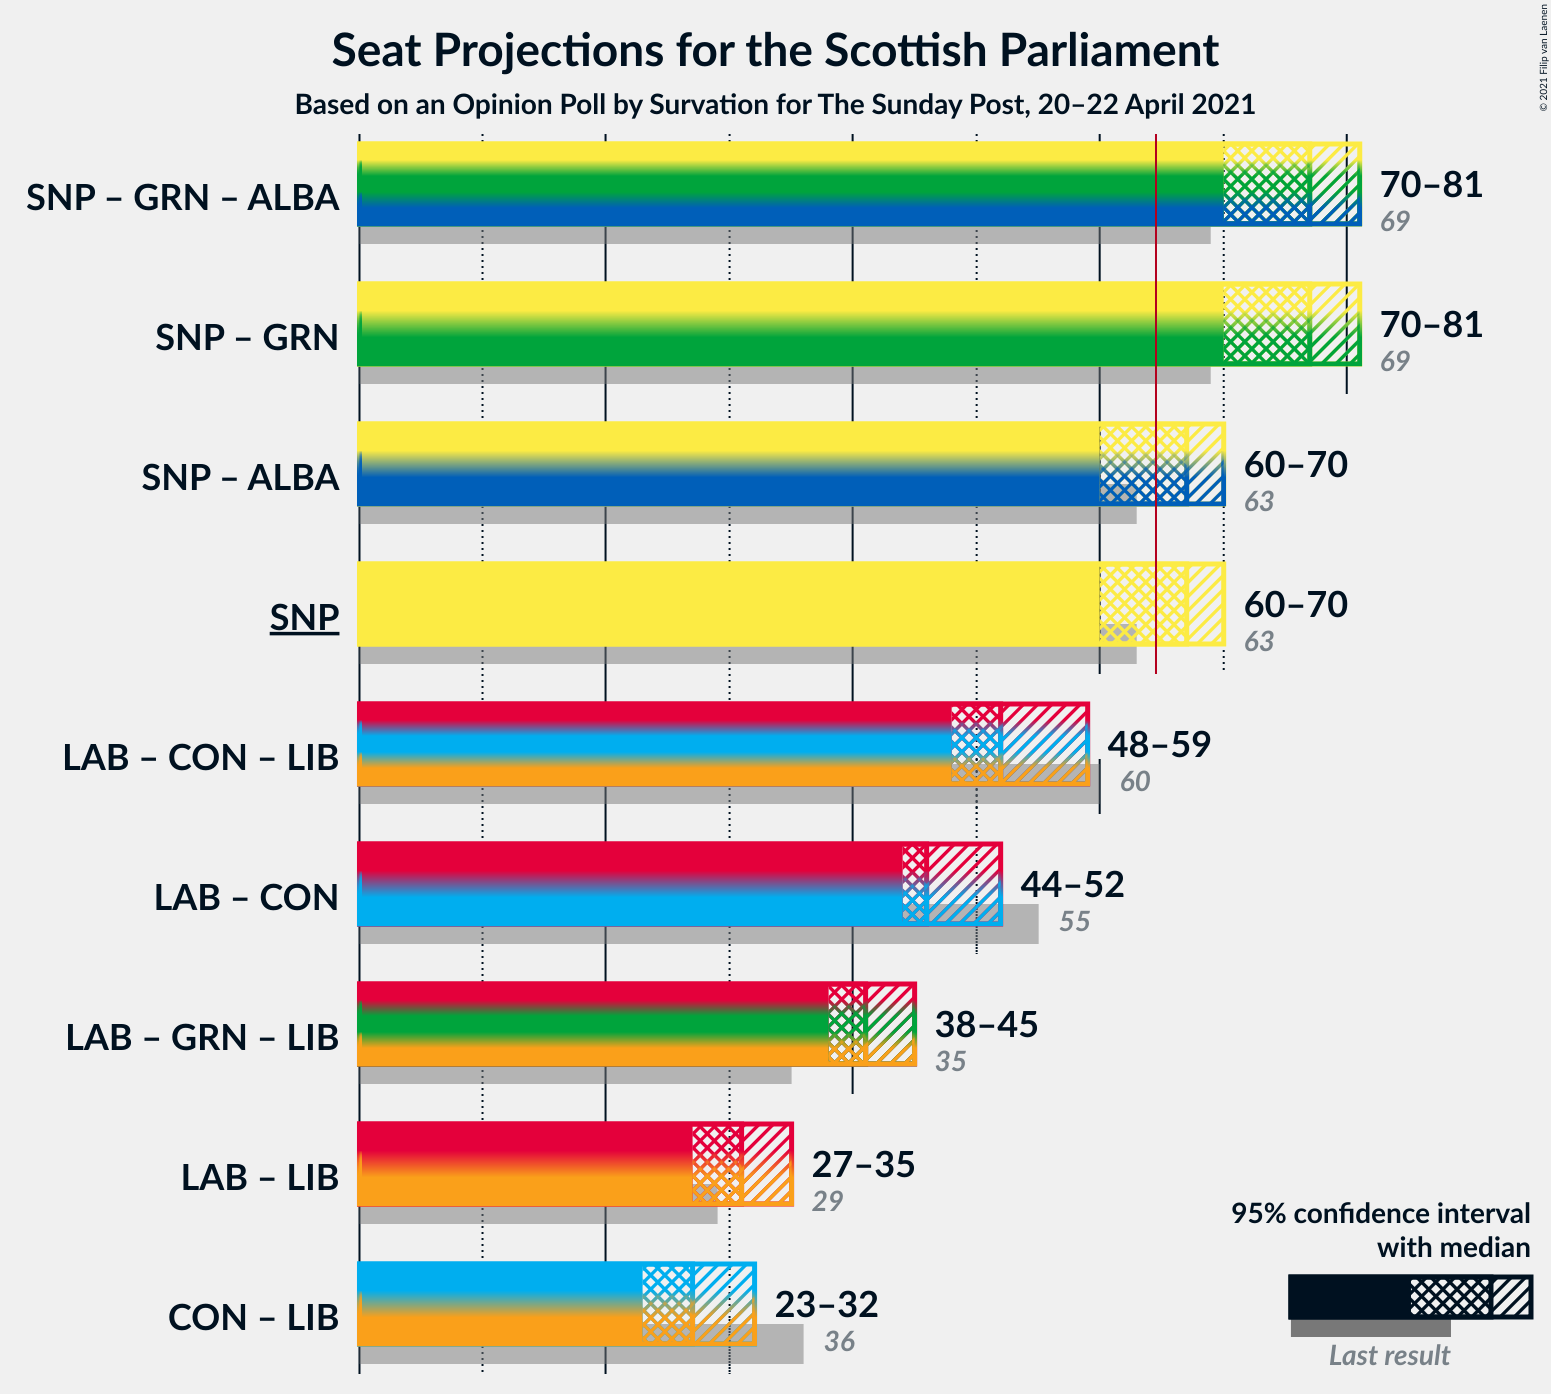 Seat Projections for the Scottish Parliament
Based on an Opinion Poll by Survation for The Sunday Post, 20–22 April 2021
© 2021 Filip van Laenen
SNP – GRN – ALBA
70–81
69
SNP – GRN
70–81
69
SNP – ALBA
60–70
63
SNP
60–70
63
LAB – CON – LIB
48–59
60
LAB – CON
44–52
55
LAB – GRN – LIB
38–45
35
LAB – LIB
27–35
29
CON – LIB
23–32
36
95% confidence interval
with median
Last result